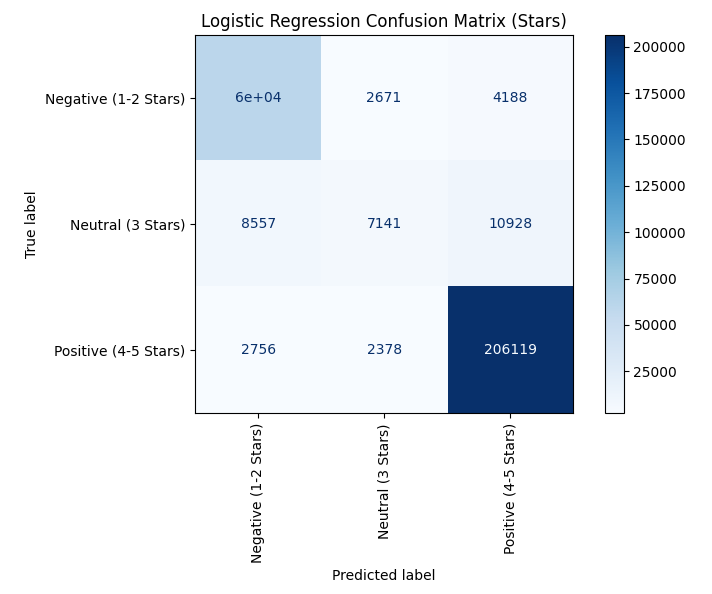 Logistic Regression Confusion Matrix (Stars)
Negative (1-2 Stars) 6e+04 2671 4188
Neutral (3 Stars) 8557 7141 10928
Positive (4-5 Stars) 2756 2378 206119
True label
Negative (1-2 Stars)
Neutral (3 Stars)
Positive (4-5 Stars)
Predicted label
200000
175000
150000
125000
100000
75000
50000
25000